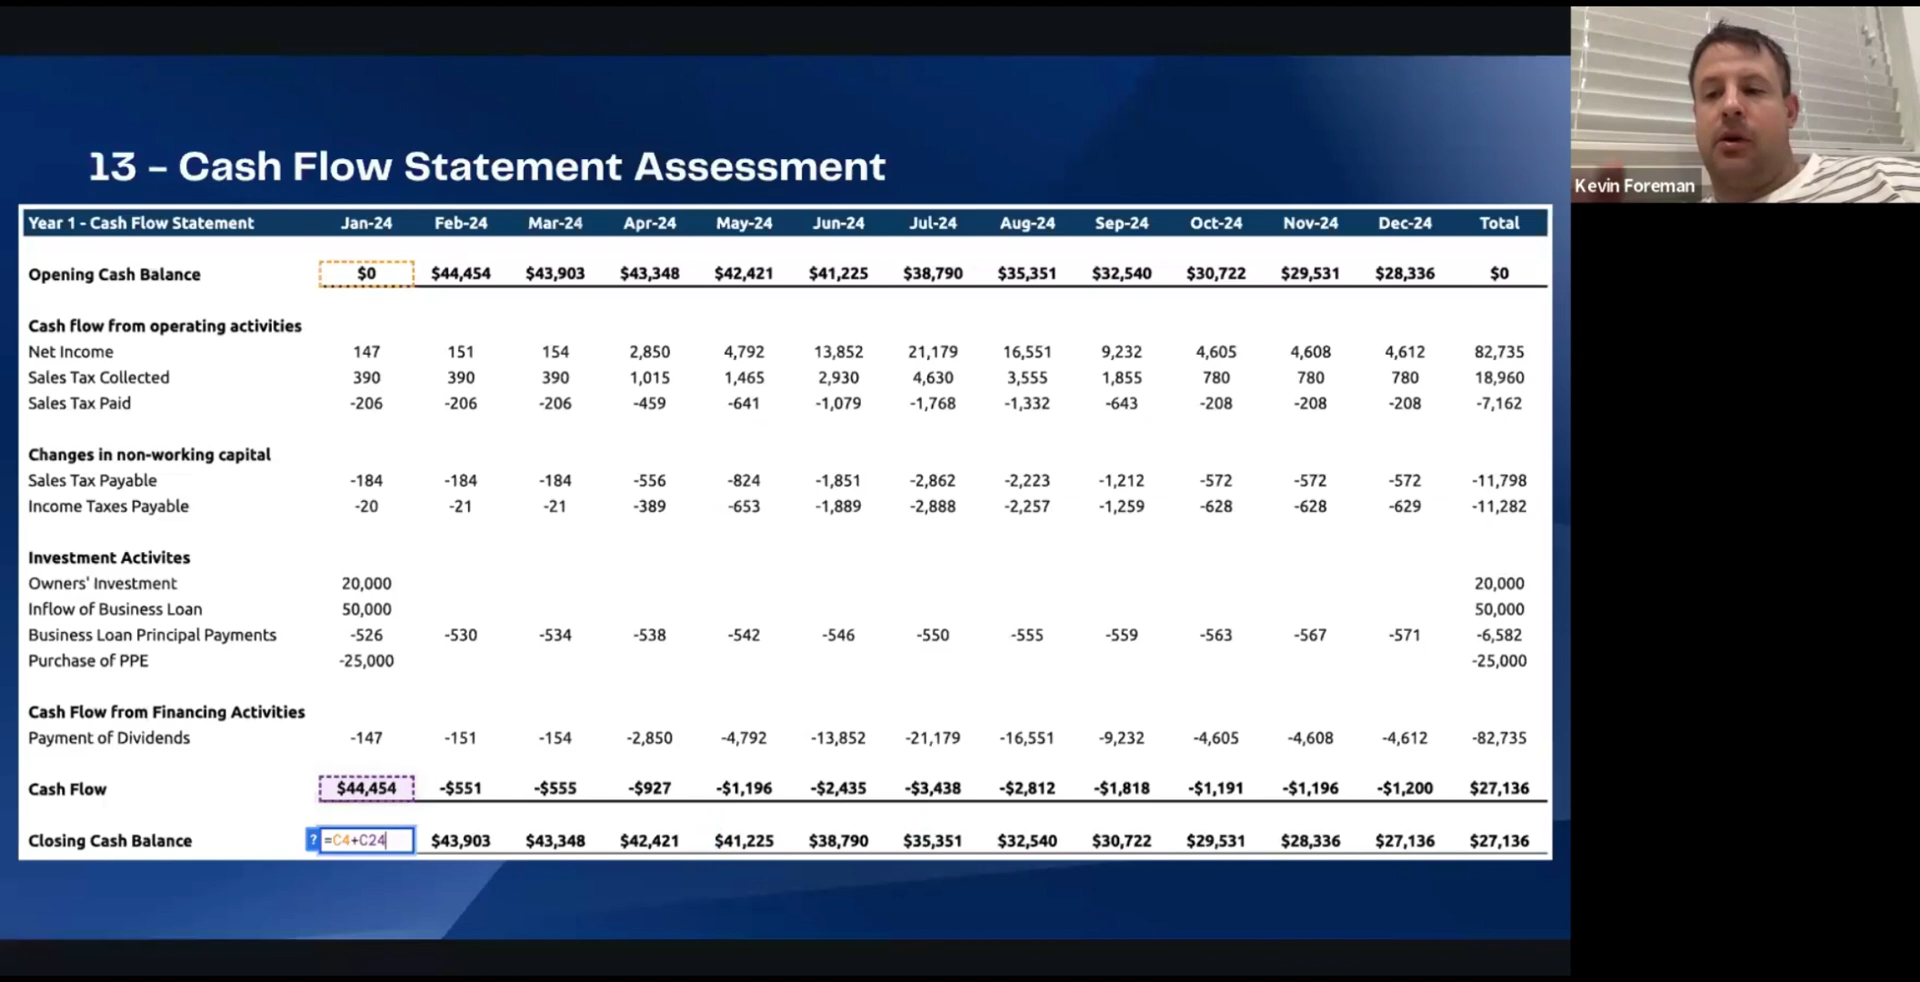 13 – Cash Flow Statement Assessment
Kevin Foreman
Year 1 - Cash Flow Statement Jan-24 Feb-24 Mar-24 Apr-24 May-24 Jun-24 Jul-24 Aug-24 Sep-24 Oct-24 Nov-24 Dec-24 Total
Opening Cash Balance $0 $44,454 $43,903 $43,348 $42,421 $41,225 $38,790 $35,351 $32,540 $30,722 $29,531 $28,336 $0
Cash flow from operating activities
Net Income 147 151 154 2,850 4,792 13,852 21,179 16,551 9,232 4,605 4,608 4,612 82,735
Sales Tax Collected 390 390 390 1,015 1,465 2,930 4,630 3,555 1,855 780 780 780 18,960
Sales Tax Paid -206 -206 -206 -459 -641 -1,079 -1,768 -1,332 -643 -208 -208 -208 -7,162
Changes in non-working capital
Sales Tax Payable -184 -184 -184 -556 -824 -1,851 -2,862 -2,223 -1,212 -572 -572 -572 -11,798
Income Taxes Payable -20 -21 -21 -389 -653 -1,889 -2,888 -2,257 -1,259 -628 -628 -629 -11,282
Investment Activites
Owners' Investment 20,000 20,000
Inflow of Business Loan 50,000 50,000
Business Loan Principal Payments -526 -530 -534 -538 -542 -546 -550 -555 -559 -563 -567 -571 -6,582
Purchase of PPE -25,000 -25,000
Cash Flow from Financing Activities
Payment of Dividends -147 -151 -154 -2,850 -4,792 -13,852 -21,179 -16,551 -9,232 -4,605 -4,608 -4,612 -82,735
Cash Flow $44,454 -$551 -$555 -$927 -$1,196 -$2,435 -$3,438 -$2,812 -$1,818 -$1,191 -$1,196 -$1,200 $27,136
Closing Cash Balance ? =C4+C24 $43,903 $43,348 $42,421 $41,225 $38,790 $35,351 $32,540 $30,722 $29,531 $28,336 $27,136 $27,136